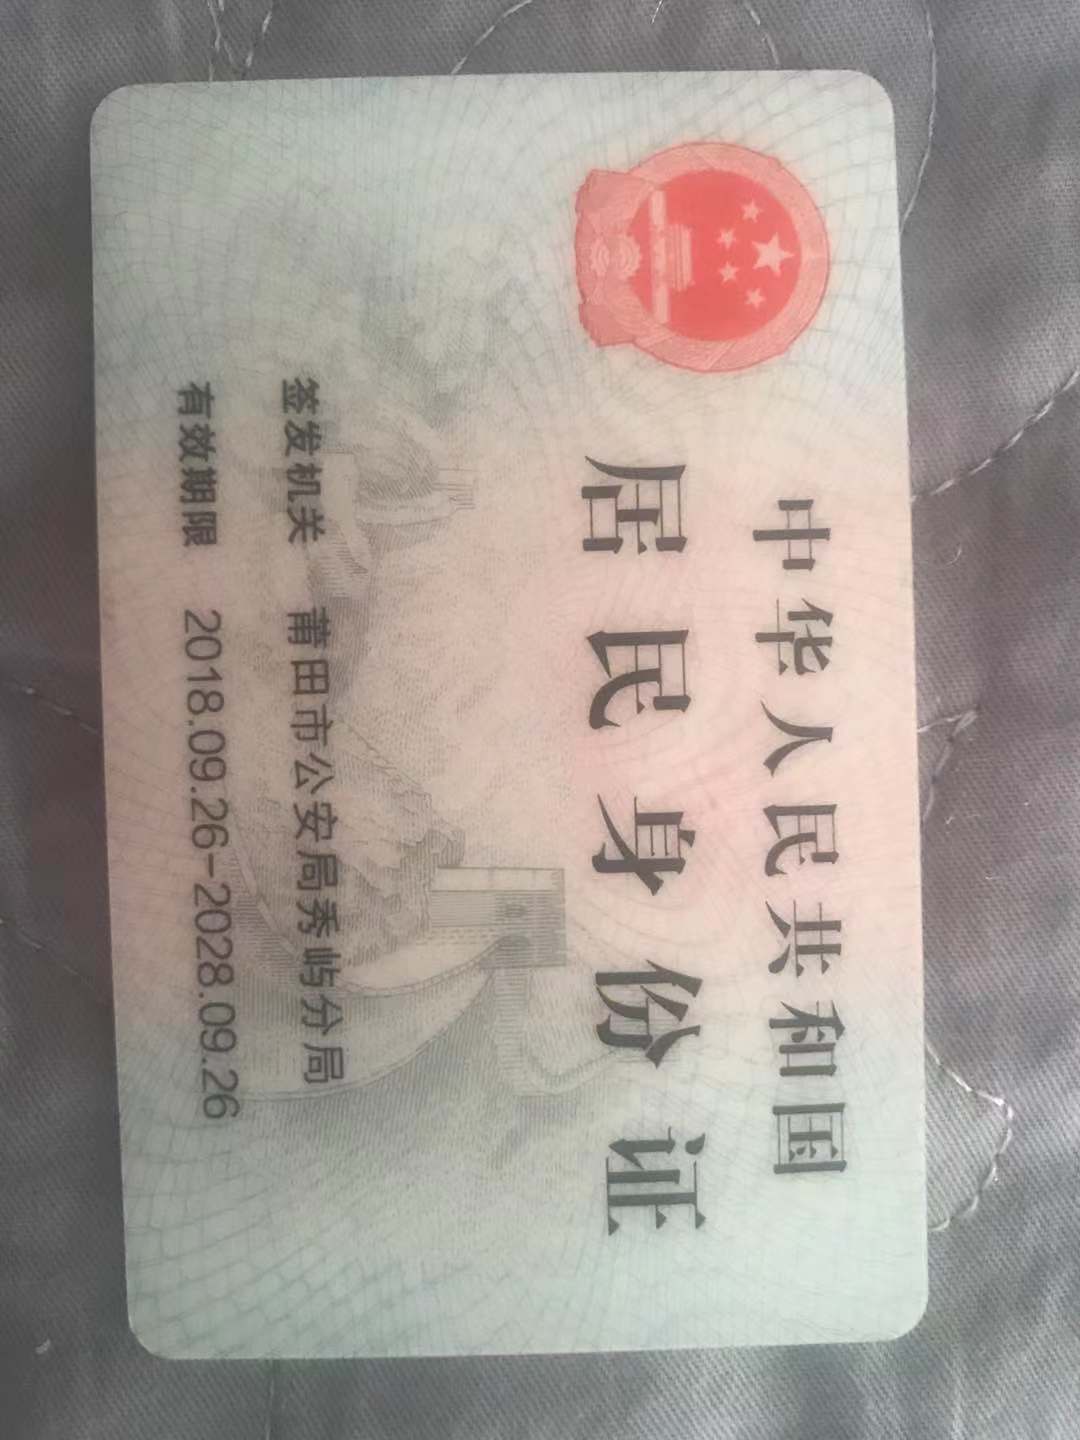 中华人民共和国
居民身份证
签发机关 莆田市公安局秀屿分局
有效期限 2018.09.26-2028.09.26